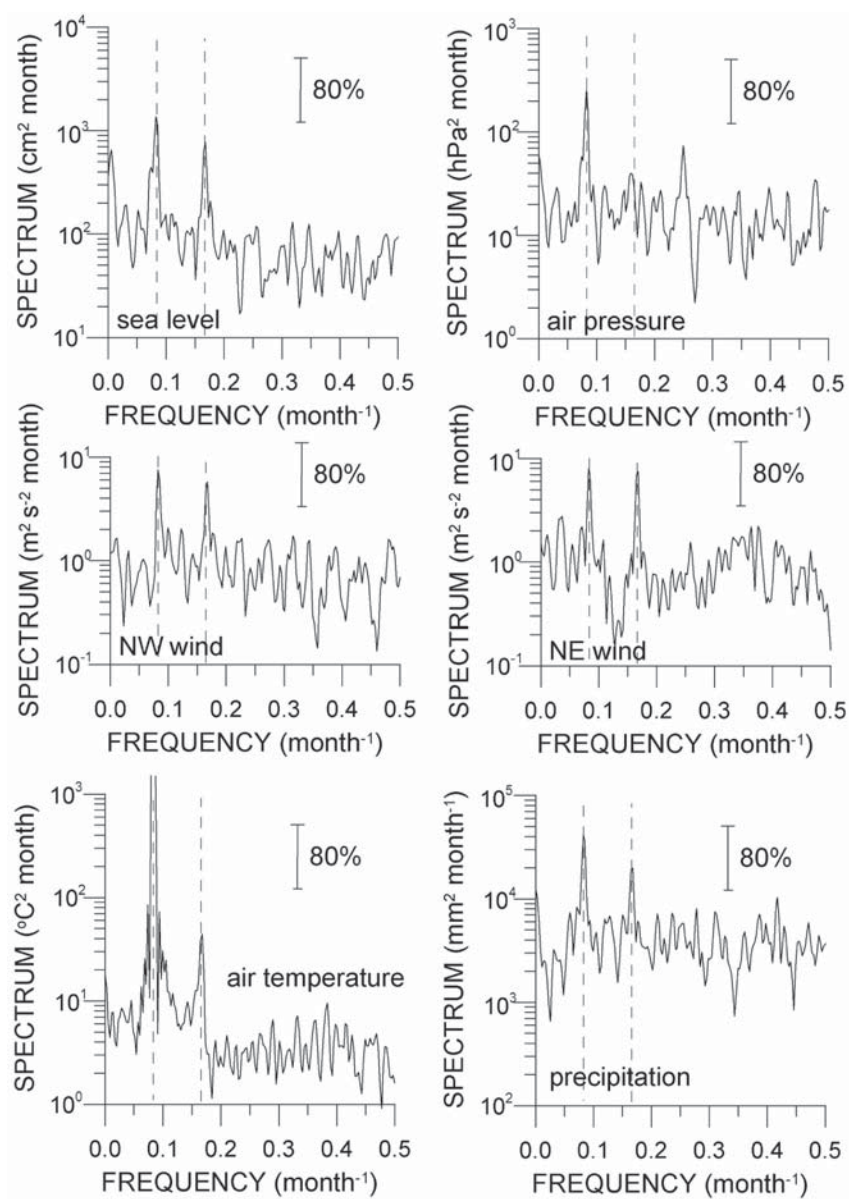 10⁴
10³
10²
10¹
SPECTRUM (cm² month)
80%
sea level
0.0 0.1 0.2 0.3 0.4 0.5
FREQUENCY (month⁻¹)
10³
10²
10¹
10⁰
SPECTRUM (hPa² month)
80%
air pressure
0.0 0.1 0.2 0.3 0.4 0.5
FREQUENCY (month⁻¹)
10¹
10⁰
10⁻¹
SPECTRUM (m² s⁻² month)
80%
NW wind
0.0 0.1 0.2 0.3 0.4 0.5
FREQUENCY (month⁻¹)
10¹
10⁰
10⁻¹
SPECTRUM (m² s⁻² month)
80%
NE wind
0.0 0.1 0.2 0.3 0.4 0.5
FREQUENCY (month⁻¹)
10³
10²
10¹
10⁰
SPECTRUM (ºC² month)
80%
air temperature
0.0 0.1 0.2 0.3 0.4 0.5
FREQUENCY (month⁻¹)
10⁵
10⁴
10³
10²
SPECTRUM (mm² month⁻¹)
80%
precipitation
0.0 0.1 0.2 0.3 0.4 0.5
FREQUENCY (month⁻¹)